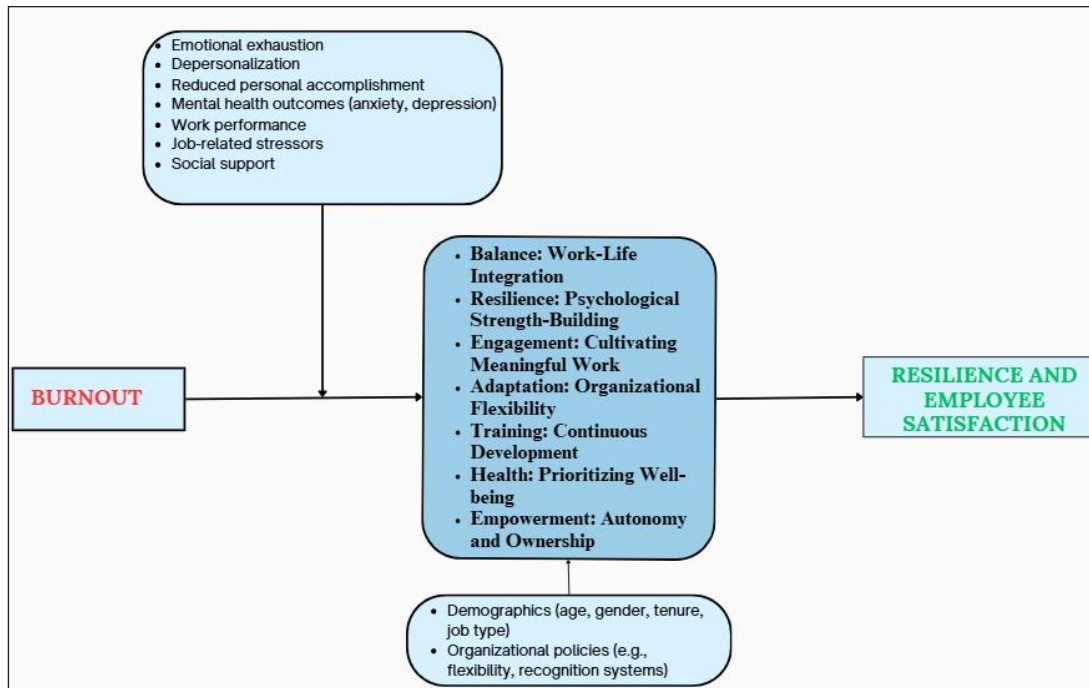 • Emotional exhaustion
• Depersonalization
• Reduced personal accomplishment
• Mental health outcomes (anxiety, depression)
• Work performance
• Job-related stressors
• Social support
BURNOUT
• Balance: Work-Life
Integration
• Resilience: Psychological
Strength-Building
• Engagement: Cultivating
Meaningful Work
• Adaptation: Organizational
Flexibility
• Training: Continuous
Development
• Health: Prioritizing Well-
being
• Empowerment: Autonomy
and Ownership
RESILIENCE AND
EMPLOYEE
SATISFACTION
• Demographics (age, gender, tenure,
job type)
• Organizational policies (e.g.,
flexibility, recognition systems)